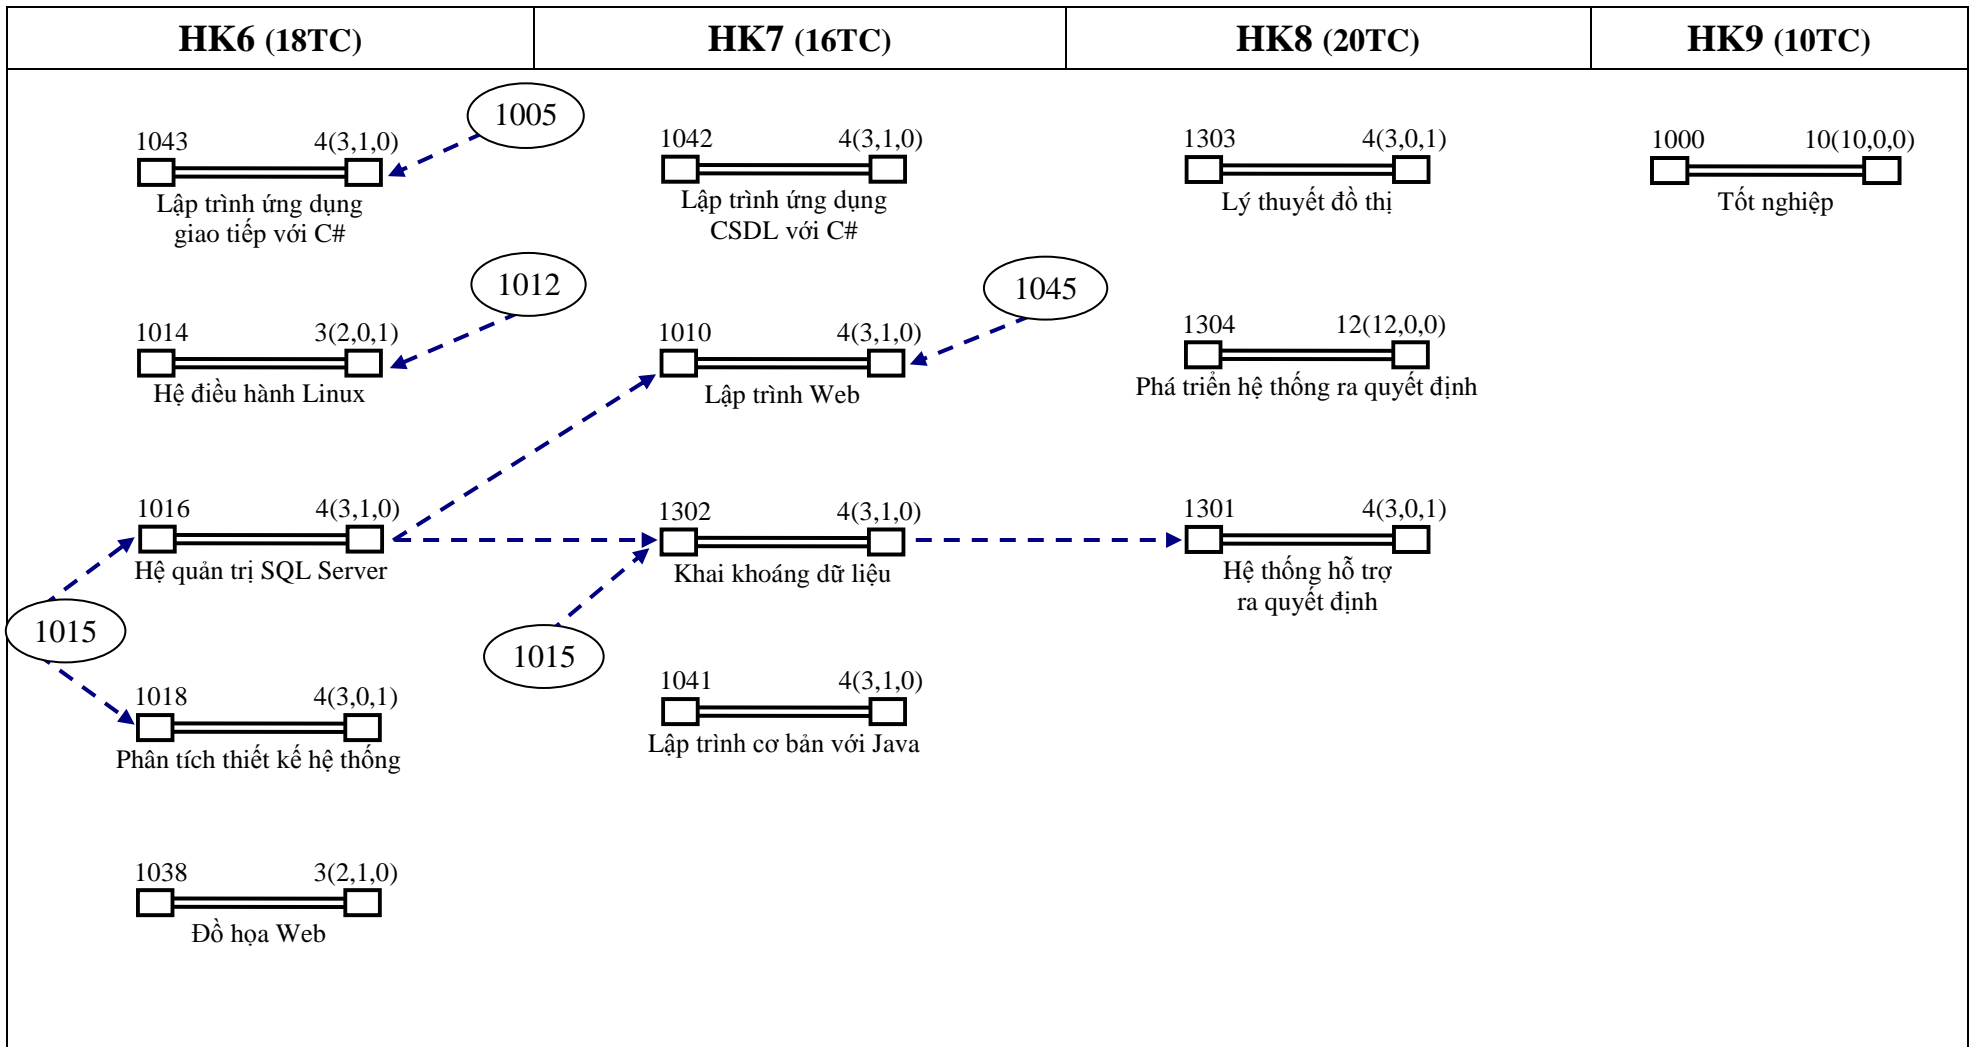 HK6 (18TC)
HK7 (16TC)
HK8 (20TC)
HK9 (10TC)
1005
1043 4(3,1,0)
Lập trình ứng dụng
giao tiếp với C#
1042 4(3,1,0)
Lập trình ứng dụng
CSDL với C#
1303 4(3,0,1)
Lý thuyết đồ thị
1000 10(10,0,0)
Tốt nghiệp
1012
1045
1014 3(2,0,1)
Hệ điều hành Linux
1010 4(3,1,0)
Lập trình Web
1304 12(12,0,0)
Phá triển hệ thống ra quyết định
1016 4(3,1,0)
Hệ quản trị SQL Server
1302 4(3,1,0)
Khai khoáng dữ liệu
1301 4(3,0,1)
Hệ thống hỗ trợ
ra quyết định
1015
1015
1018 4(3,0,1)
Phân tích thiết kế hệ thống
1041 4(3,1,0)
Lập trình cơ bản với Java
1038 3(2,1,0)
Đồ họa Web